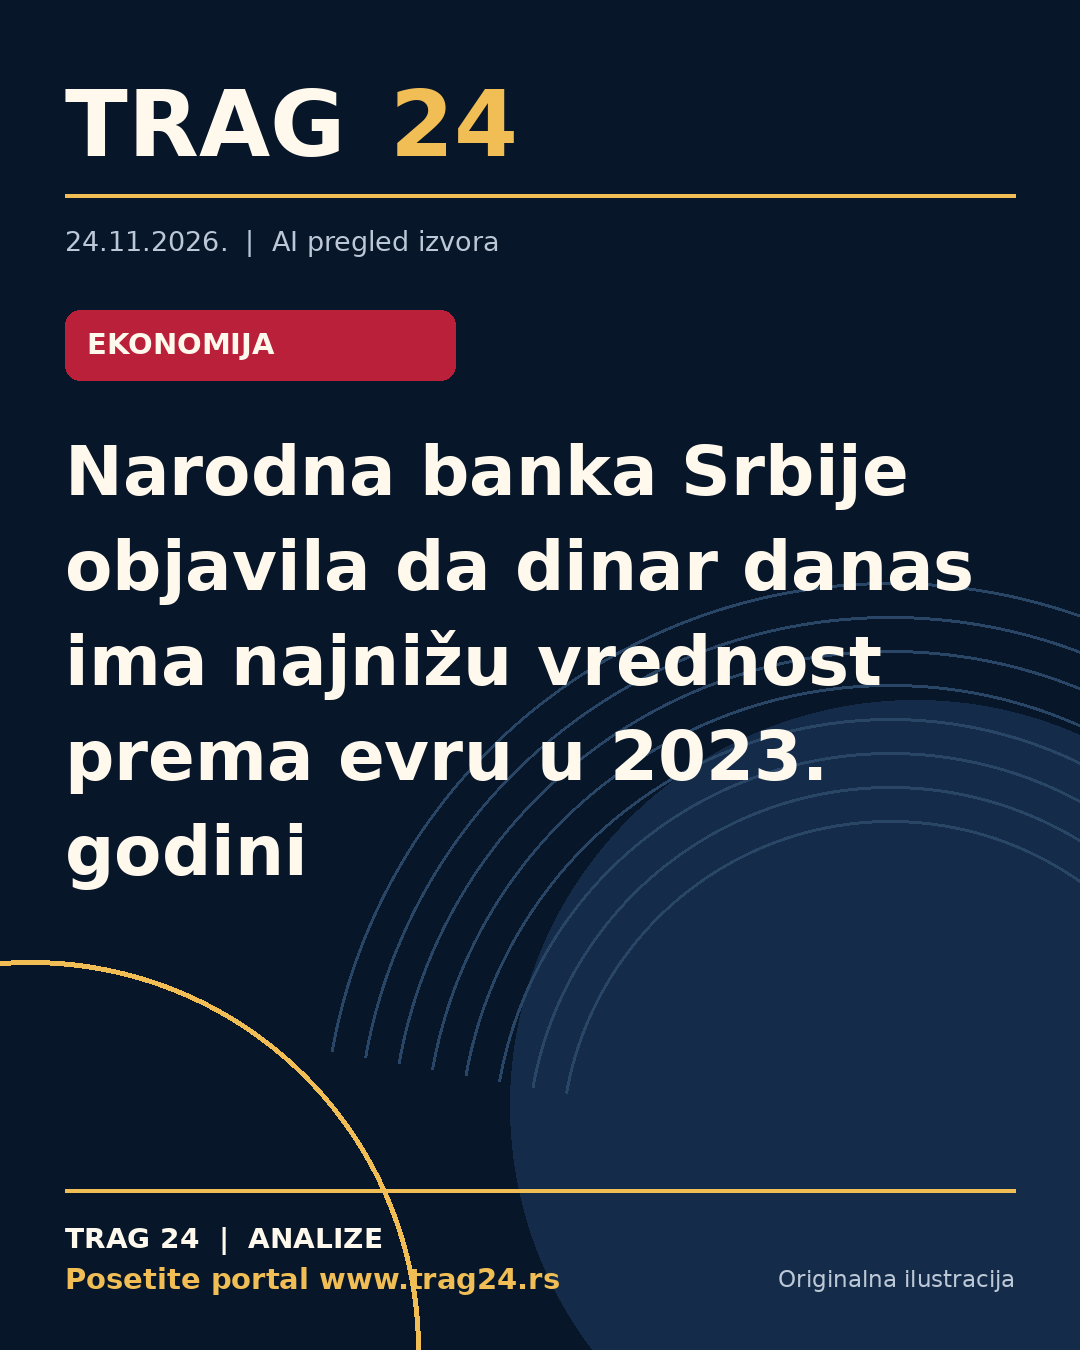 TRAG 24
24.11.2026. | AI pregled izvora
EKONOMIJA
Narodna banka Srbije
objavila da dinar danas
ima najnižu vrednost
prema evru u 2023.
godini
TRAG 24 | ANALIZE
Posetite portal www.trag24.rs
Originalna ilustracija